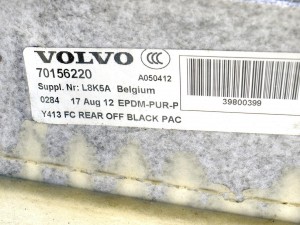 VOLVO CCC
70156220 A050412
Suppl. Nr: L8K5A Belgium
0284 17 Aug 12 EPDM-PUR-P
39800399
Y413 FC REAR OFF BLACK PAC